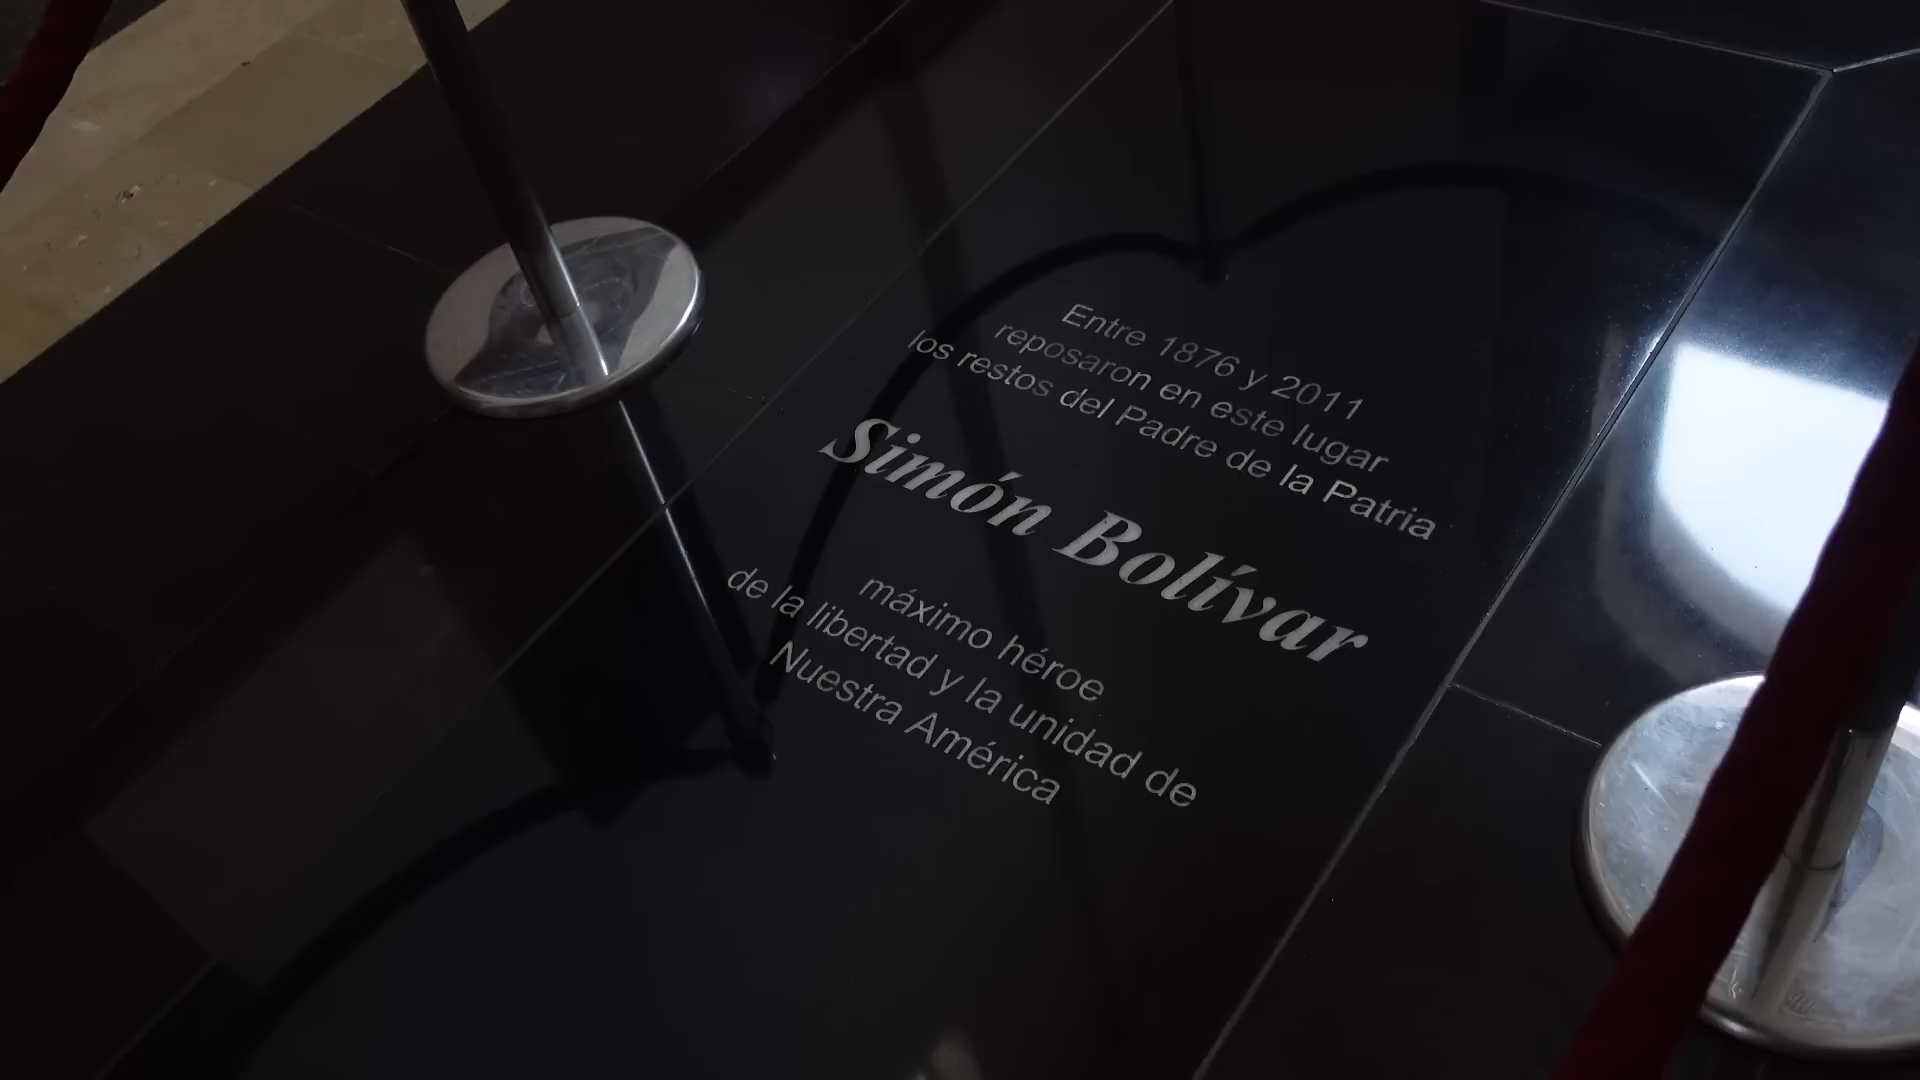 Entre 1876 y 2011
reposaron en este lugar
los restos del Padre de la Patria
Simón Bolívar
máximo héroe
de la libertad y la unidad de
Nuestra América